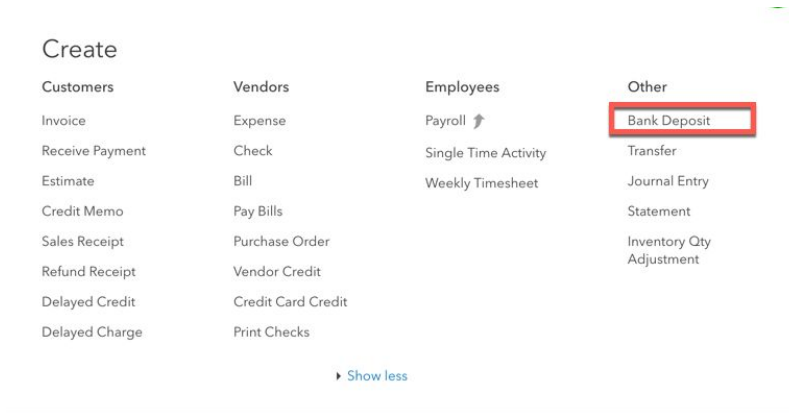 Create
Customers
Invoice
Receive Payment
Estimate
Credit Memo
Sales Receipt
Refund Receipt
Delayed Credit
Delayed Charge
Vendors
Expense
Check
Bill
Pay Bills
Purchase Order
Vendor Credit
Credit Card Credit
Print Checks
Employees
Payroll
Single Time Activity
Weekly Timesheet
Other
Bank Deposit
Transfer
Journal Entry
Statement
Inventory Qty
Adjustment
Show less